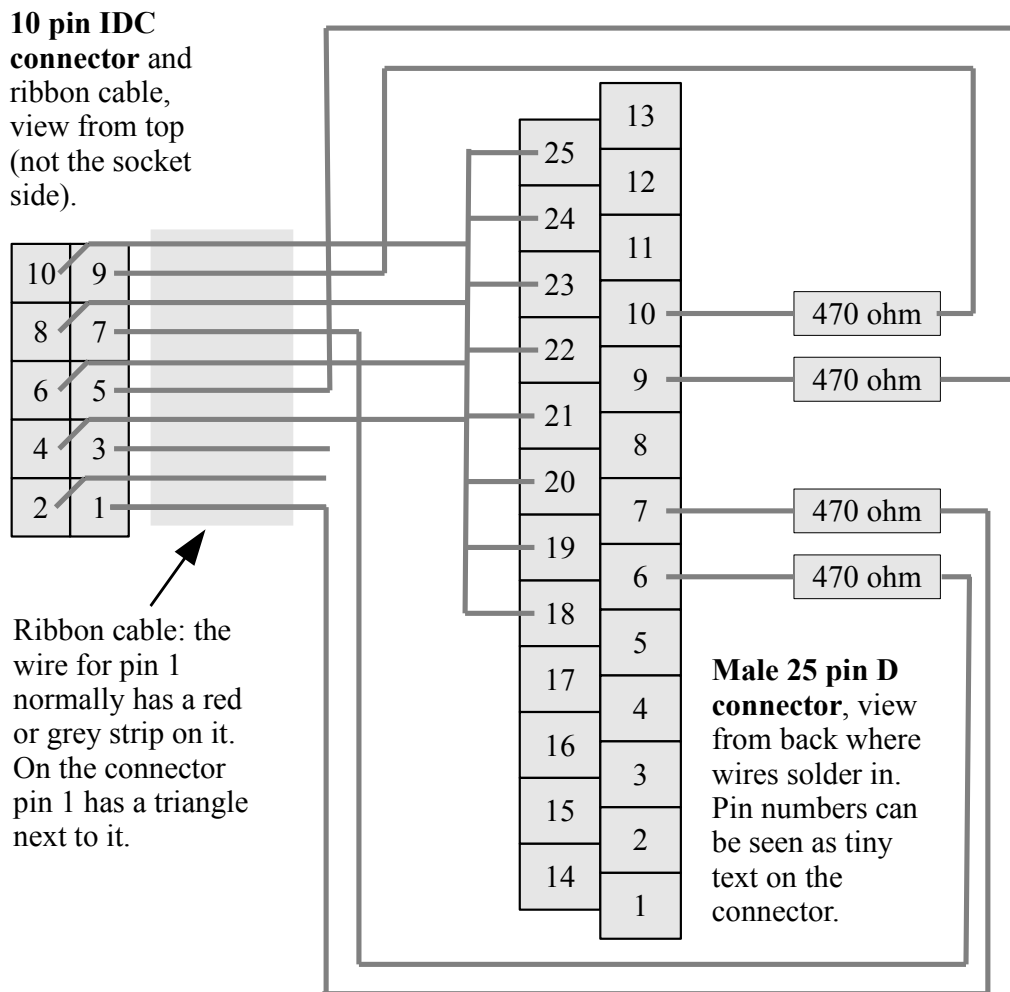 10 pin IDC
connector and
ribbon cable,
view from top
(not the socket
side).
10 9
8 7
6 5
4 3
2 1
Ribbon cable: the
wire for pin 1
normally has a red
or grey strip on it.
On the connector
pin 1 has a triangle
next to it.
25
24
23
22
21
20
19
18
17
16
15
14
13
12
11
10
9
8
7
6
5
4
3
2
1
470 ohm
470 ohm
470 ohm
470 ohm
Male 25 pin D
connector, view
from back where
wires solder in.
Pin numbers can
be seen as tiny
text on the
connector.